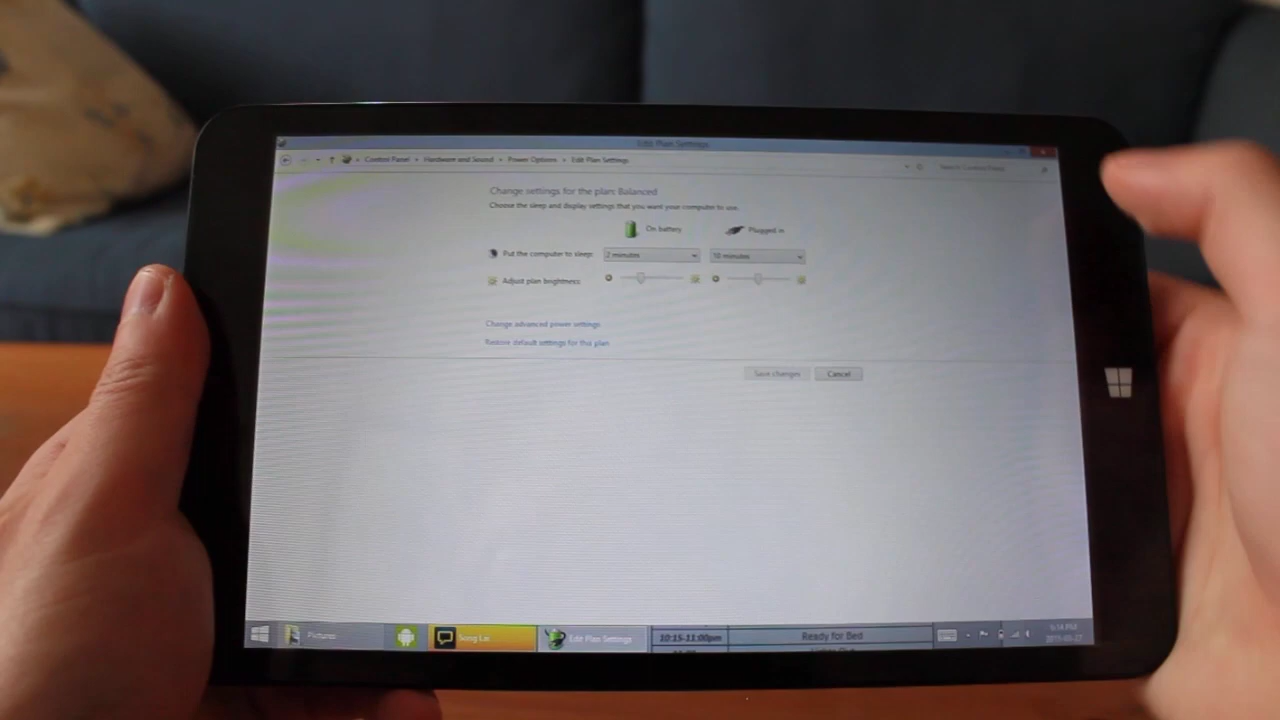 Edit Plan Settings
Control Panel Hardware and Sound Power Options Edit Plan Settings
Change settings for the plan: Balanced
Choose the sleep and display settings that you want your computer to use.
On battery Plugged in
Put the computer to sleep: 2 minutes 10 minutes
Adjust plan brightness:
Change advanced power settings
Restore default settings for this plan
Save changes Cancel
Pictures Song Lai Edit Plan Settings 10:15-11:00pm Ready for Bed